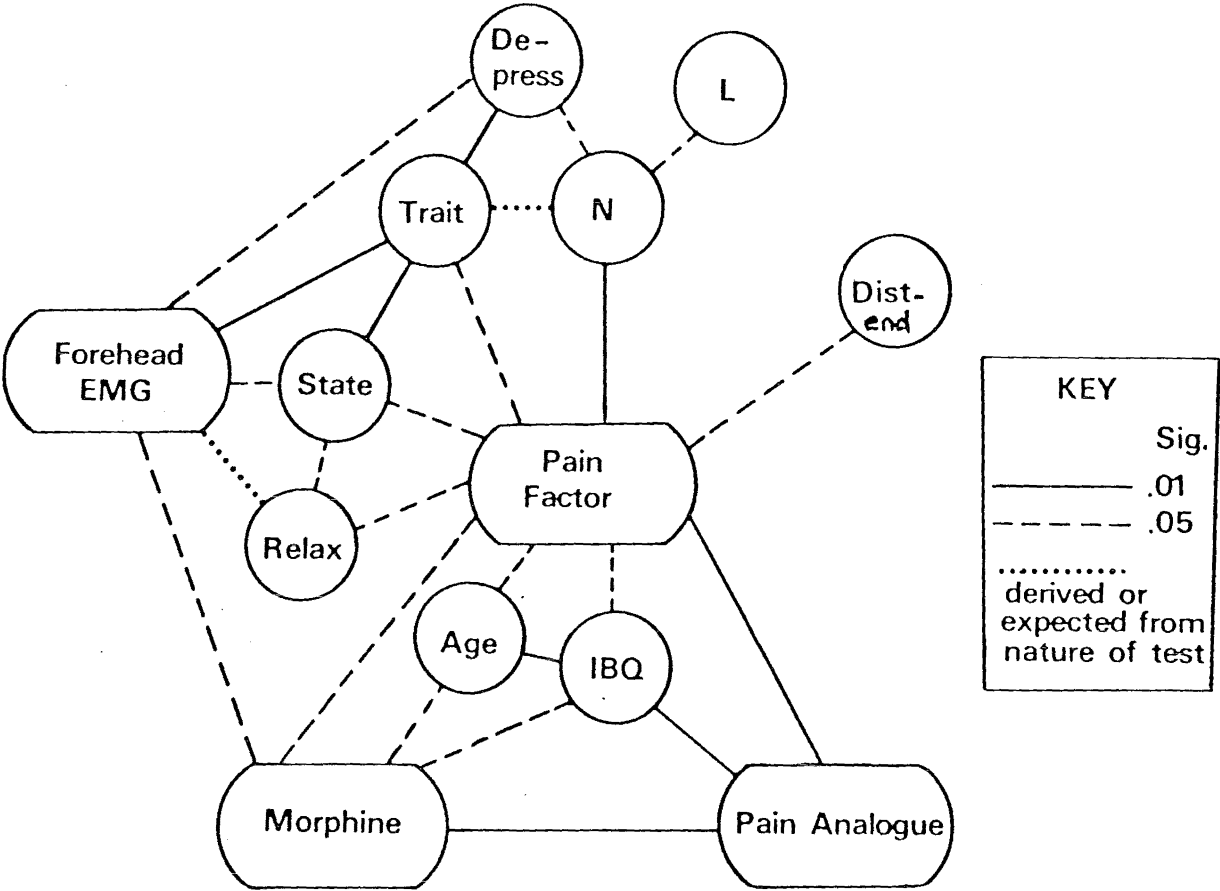 De-
press
L
Trait
N
Dist-
end
Forehead
EMG
State
KEY
Sig.
.01
.05
derived or
expected from
nature of test
Pain
Factor
Relax
Age
IBQ
Morphine
Pain Analogue